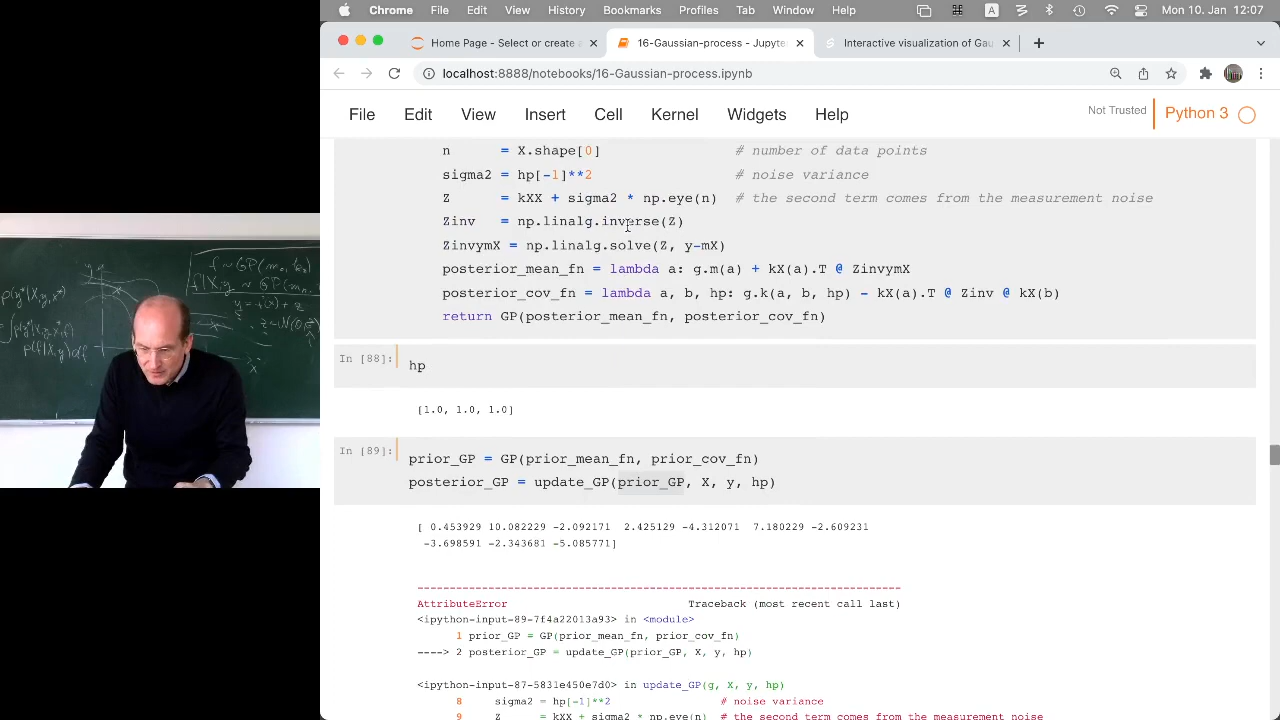 Chrome File Edit View History Bookmarks Profiles Tab Window Help A Mon 10. Jan 12:07
Home Page - Select or create 16-Gaussian-process - Jupyte Interactive visualization of Gau
localhost:8888/notebooks/16-Gaussian-process.ipynb
File Edit View Insert Cell Kernel Widgets Help Not Trusted Python 3
n = X.shape[0] # number of data points
sigma2 = hp[-1]**2 # noise variance
Z = kXX + sigma2 * np.eye(n) # the second term comes from the measurement noise
Zinv = np.linalg.inverse(Z)
ZinvymX = np.linalg.solve(Z, y-mX)
posterior_mean_fn = lambda a: g.m(a) + kX(a).T @ ZinvymX
posterior_cov_fn = lambda a, b, hp: g.k(a, b, hp) - kX(a).T @ Zinv @ kX(b)
return GP(posterior_mean_fn, posterior_cov_fn)
In [88]: hp
[1.0, 1.0, 1.0]
In [89]: prior_GP = GP(prior_mean_fn, prior_cov_fn)
posterior_GP = update_GP(prior_GP, X, y, hp)
[ 0.453929 10.082229 -2.092171 2.425129 -4.312071 7.180229 -2.609231
-3.698591 -2.343681 -5.085771]
---------------------------------------------------------------------------
AttributeError Traceback (most recent call last)
<ipython-input-89-7f4a22013a93> in <module>
1 prior_GP = GP(prior_mean_fn, prior_cov_fn)
----> 2 posterior_GP = update_GP(prior_GP, X, y, hp)
<ipython-input-87-5831e450e7d0> in update_GP(g, X, y, hp)
8 sigma2 = hp[-1]**2 # noise variance
9 Z = kXX + sigma2 * np.eye(n) # the second term comes from the measurement noise